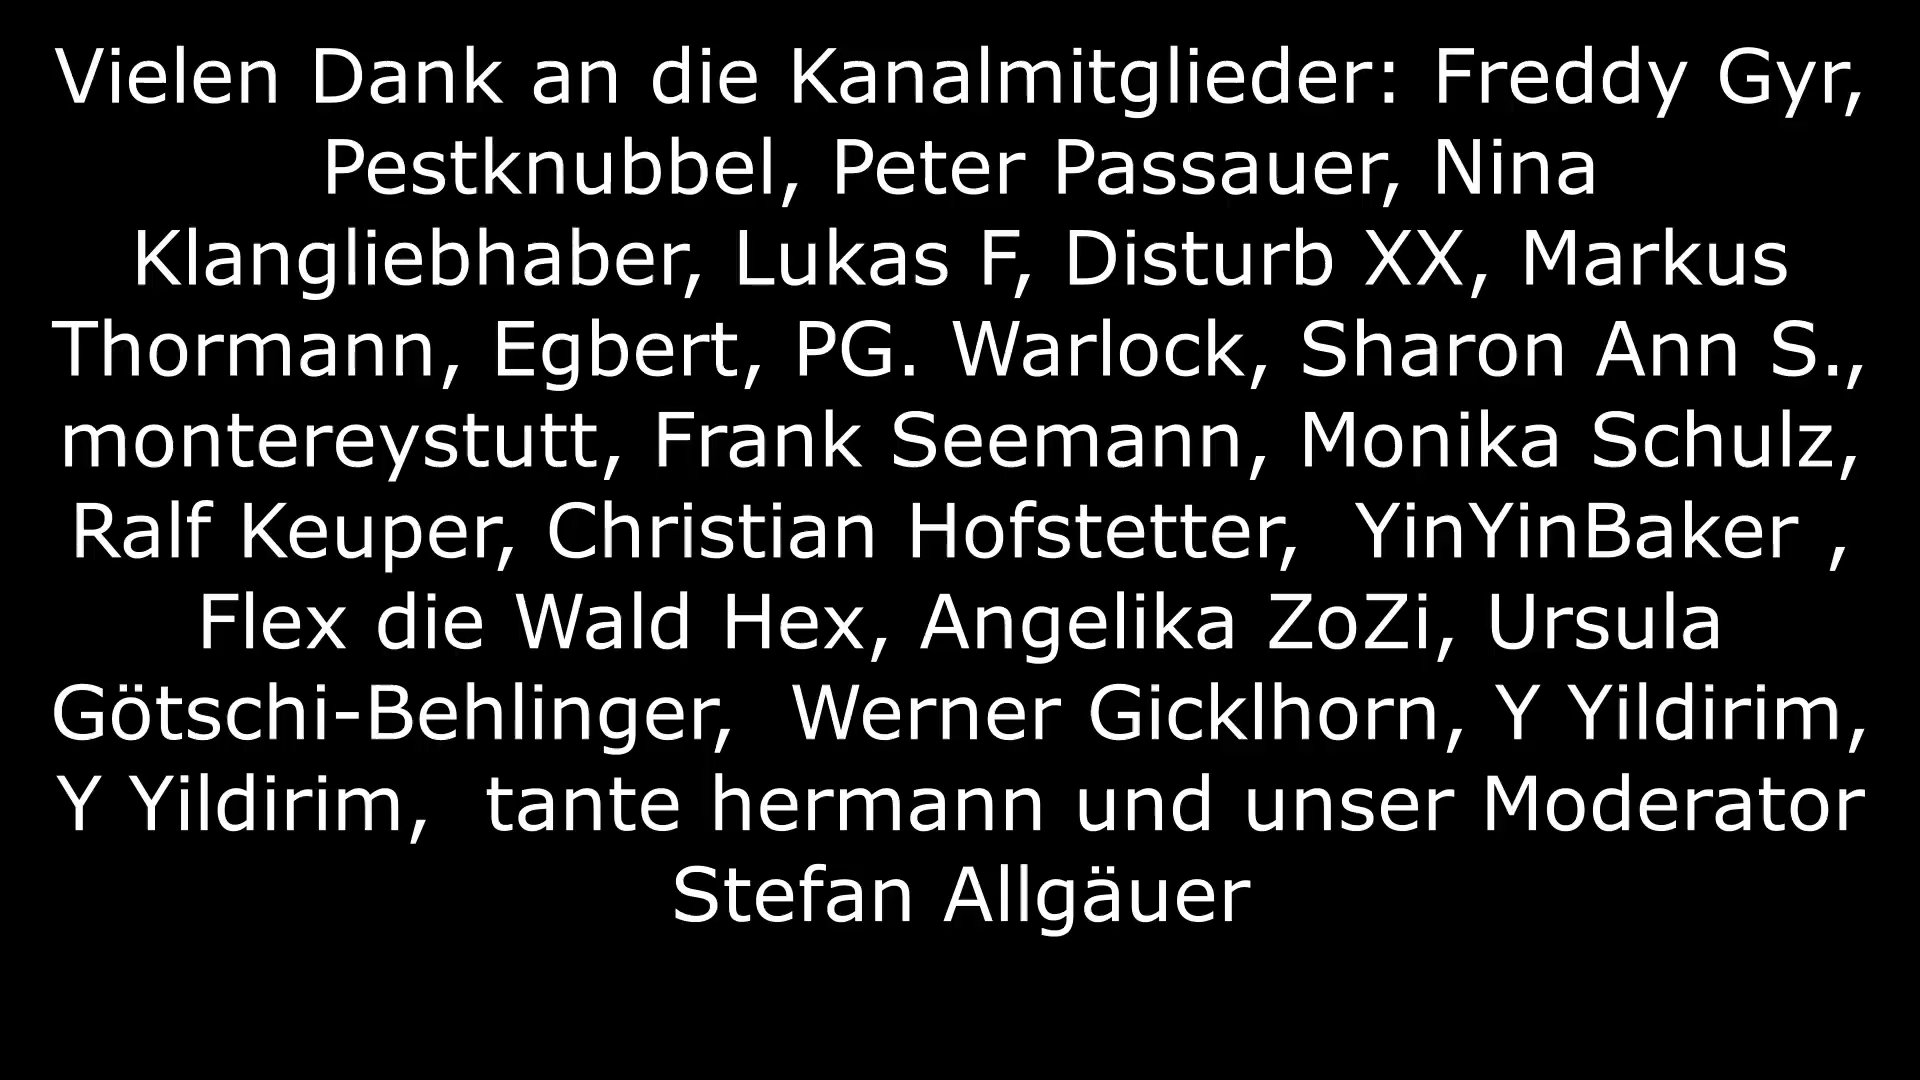 Vielen Dank an die Kanalmitglieder: Freddy Gyr,
Pestknubbel, Peter Passauer, Nina
Klangliebhaber, Lukas F, Disturb XX, Markus
Thormann, Egbert, PG. Warlock, Sharon Ann S.,
montereystutt, Frank Seemann, Monika Schulz,
Ralf Keuper, Christian Hofstetter,  YinYinBaker ,
Flex die Wald Hex, Angelika ZoZi, Ursula
Götschi-Behlinger,  Werner Gicklhorn, Y Yildirim,
Y Yildirim,  tante hermann und unser Moderator
Stefan Allgäuer